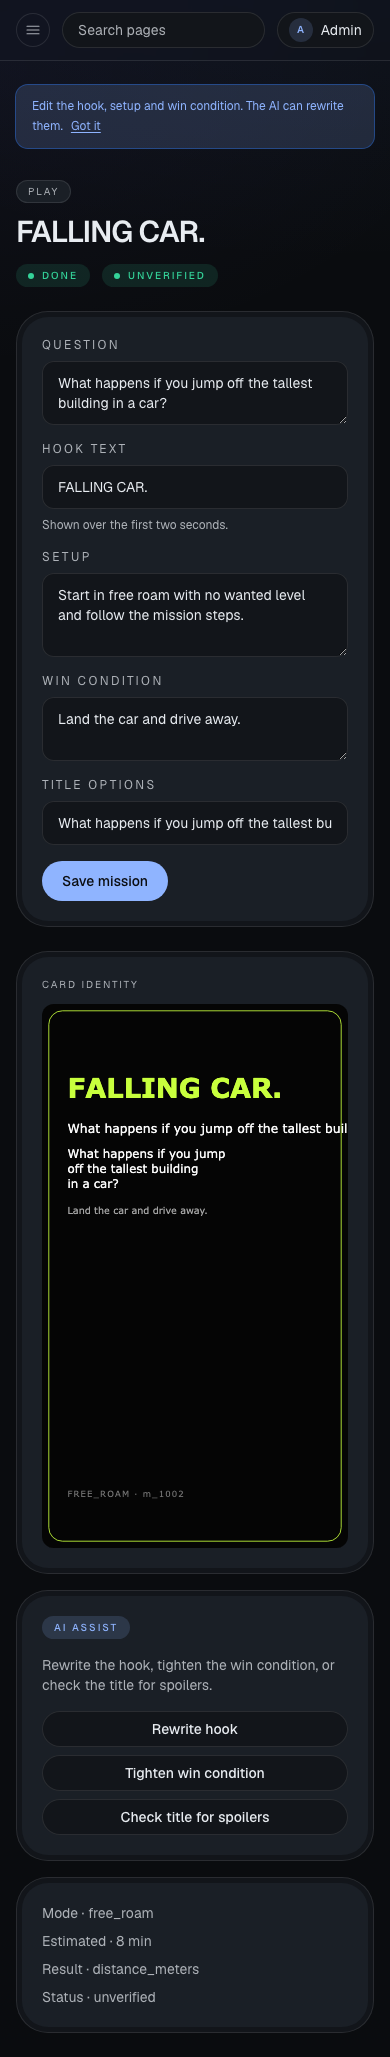 Search pages
A
Admin
Edit the hook, setup and win condition. The AI can rewrite
them. Got it
PLAY
FALLING CAR.
DONE
UNVERIFIED
QUESTION
What happens if you jump off the tallest
building in a car?
HOOK TEXT
FALLING CAR.
Shown over the first two seconds.
SETUP
Start in free roam with no wanted level
and follow the mission steps.
WIN CONDITION
Land the car and drive away.
TITLE OPTIONS
What happens if you jump off the tallest bu
Save mission
CARD IDENTITY
FALLING CAR.
What happens if you jump off the tallest buil
What happens if you jump
off the tallest building
in a car?
Land the car and drive away.
FREE_ROAM · m_1002
AI ASSIST
Rewrite the hook, tighten the win condition, or
check the title for spoilers.
Rewrite hook
Tighten win condition
Check title for spoilers
Mode · free_roam
Estimated · 8 min
Result · distance_meters
Status · unverified